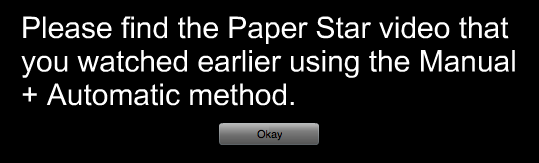 Please find the Paper Star video that
you watched earlier using the Manual
+ Automatic method.
Okay